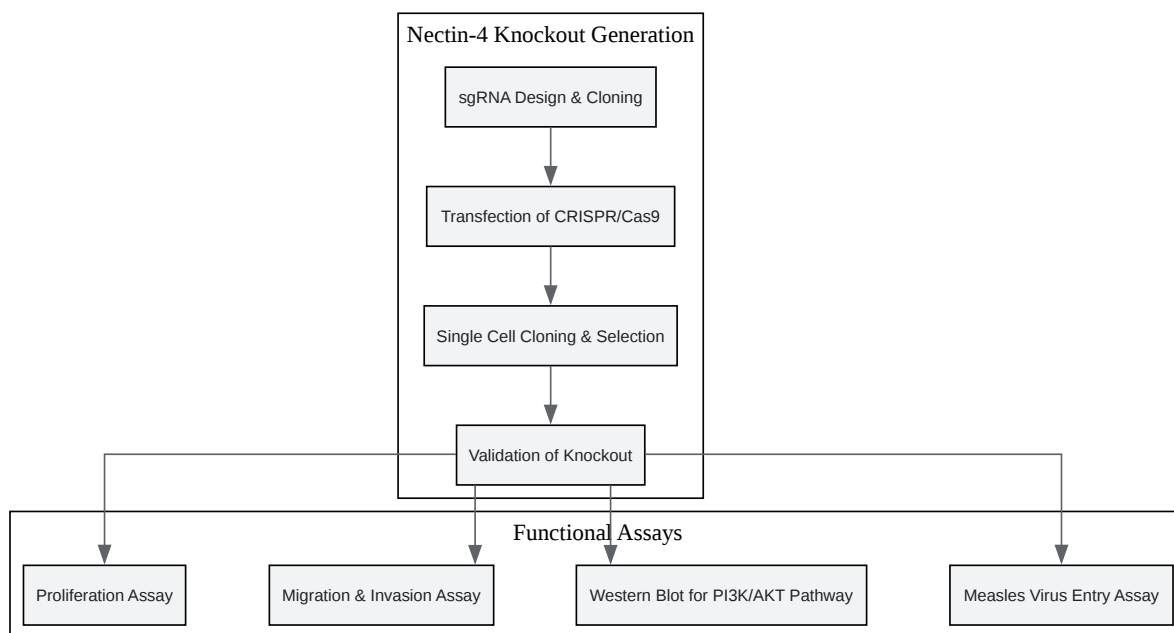 Nectin-4 Knockout Generation
sgRNA Design & Cloning
Transfection of CRISPR/Cas9
Single Cell Cloning & Selection
Validation of Knockout
Functional Assays
Proliferation Assay
Migration & Invasion Assay
Western Blot for PI3K/AKT Pathway
Measles Virus Entry Assay